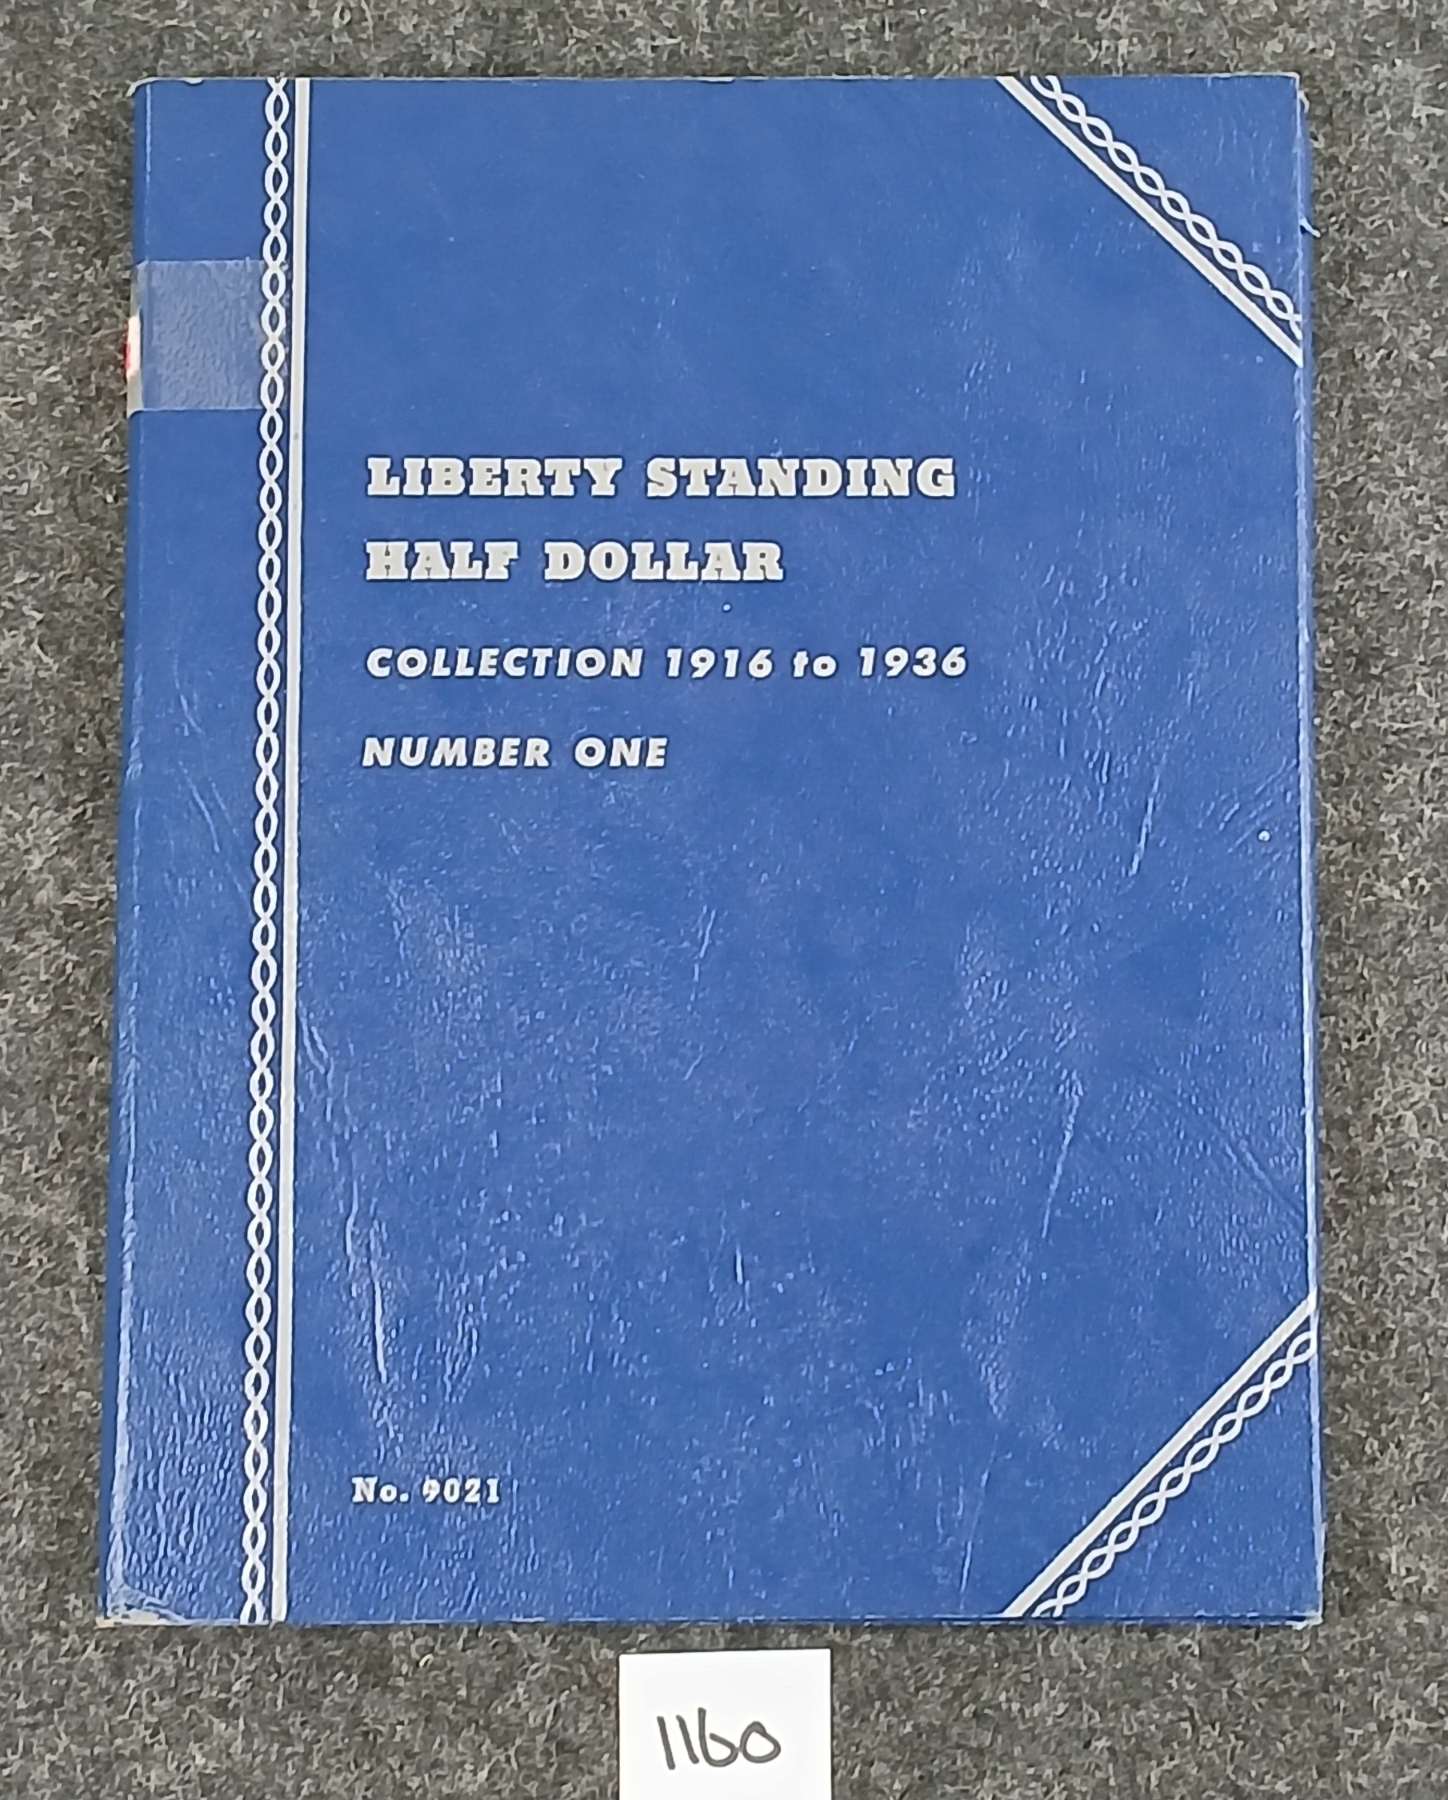 LIBERTY STANDING
HALF DOLLAR
COLLECTION 1916 to 1936
NUMBER ONE
No. 9021
1160